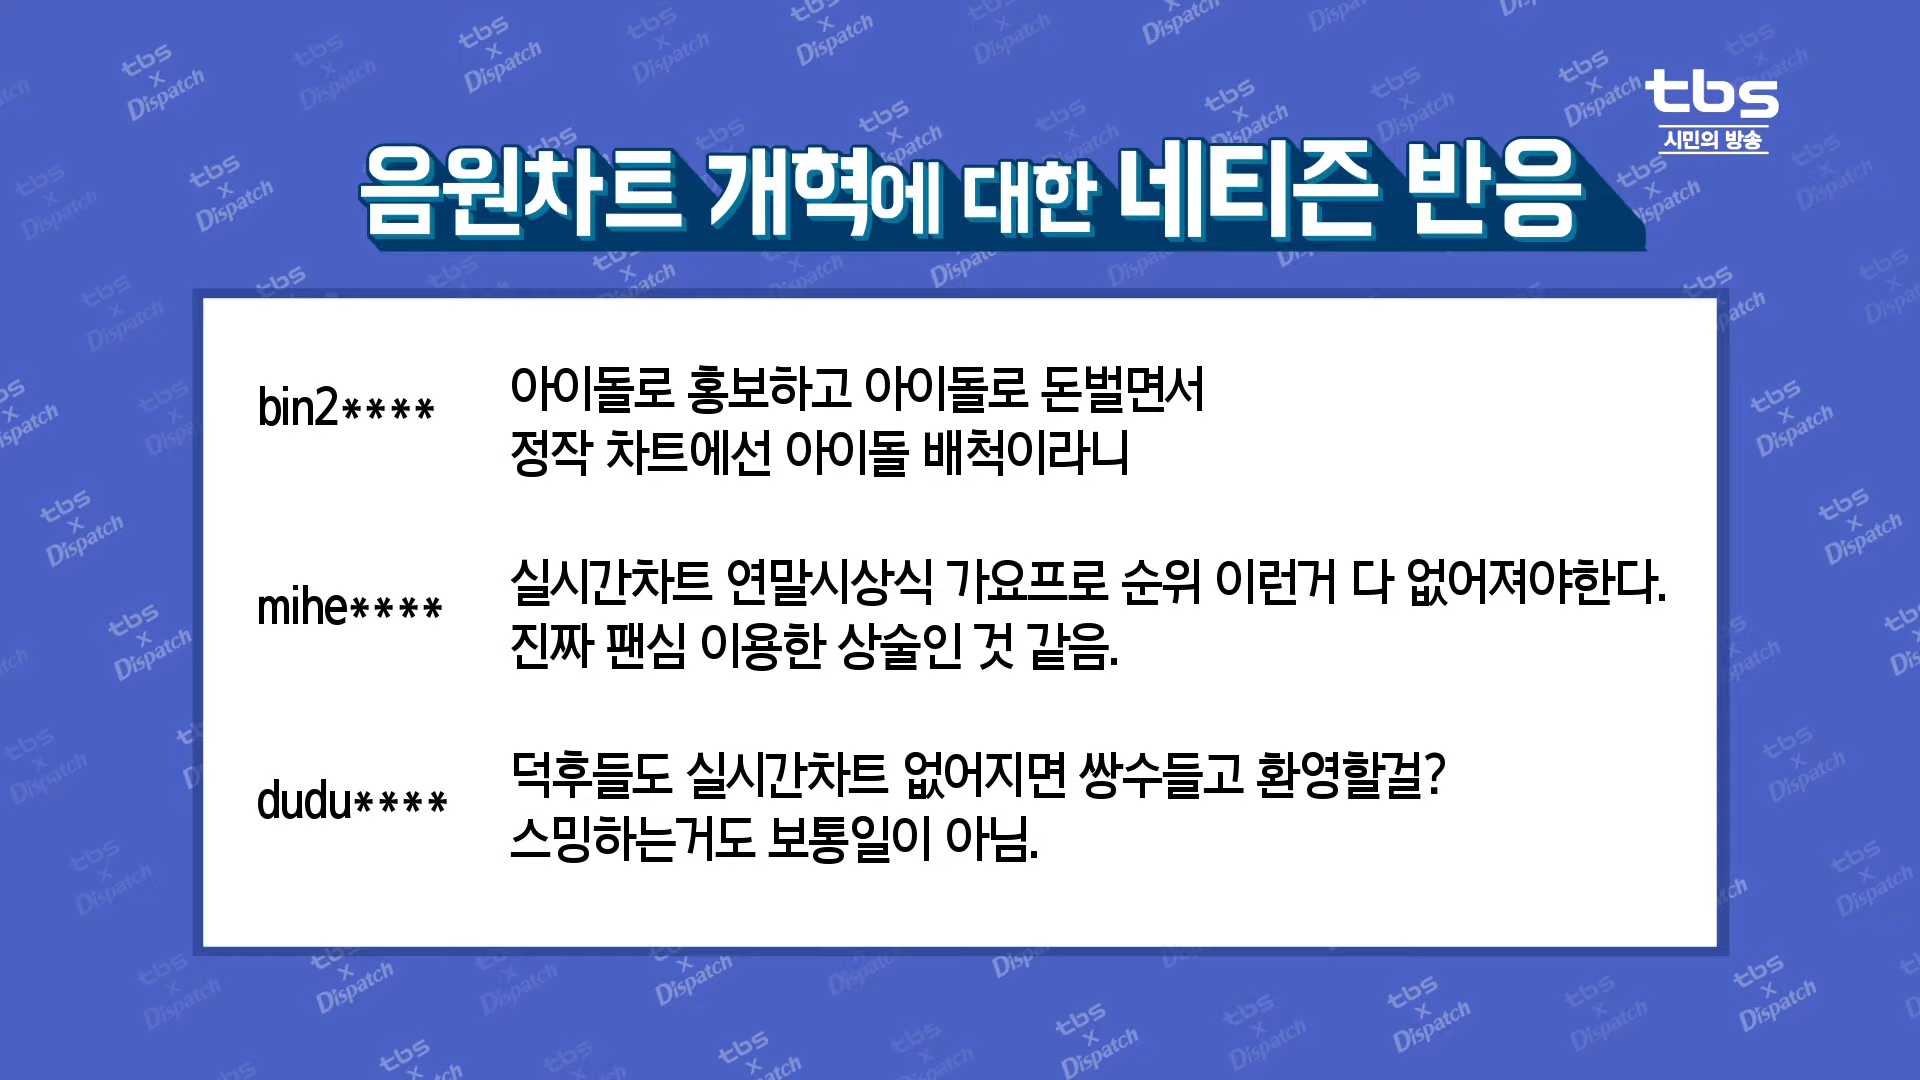 tbs
시민의 방송
음원차트 개혁에 대한 네티즌 반응
bin2****
아이돌로 홍보하고 아이돌로 돈벌면서
정작 차트에선 아이돌 배척이라니
mihe****
실시간차트 연말시상식 가요프로 순위 이런거 다 없어져야한다.
진짜 팬심 이용한 상술인 것 같음.
dudu****
덕후들도 실시간차트 없어지면 쌍수들고 환영할걸?
스밍하는거도 보통일이 아님.
tbs
x
Dispatch